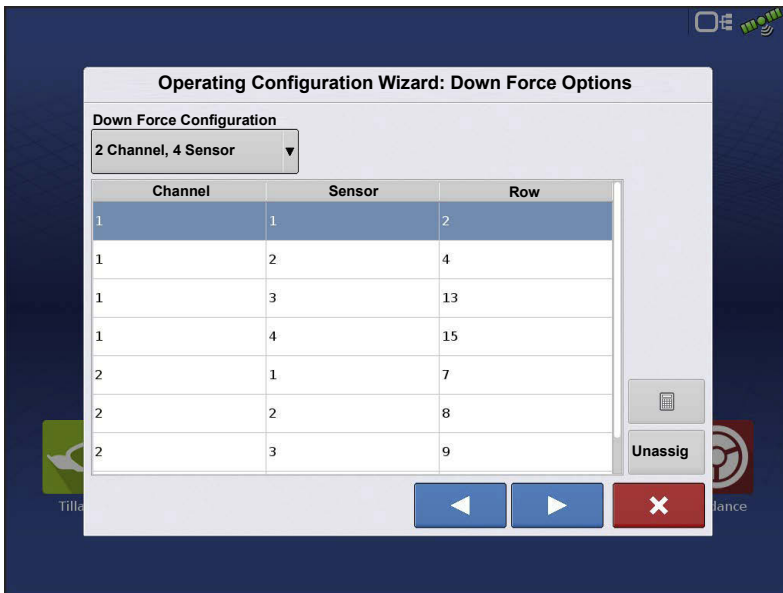 Operating Configuration Wizard: Down Force Options
Down Force Configuration
2 Channel, 4 Sensor
Channel Sensor Row
1 1 2
1 2 4
1 3 13
1 4 15
2 1 7
2 2 8
2 3 9
Unassig
Tilla
dance